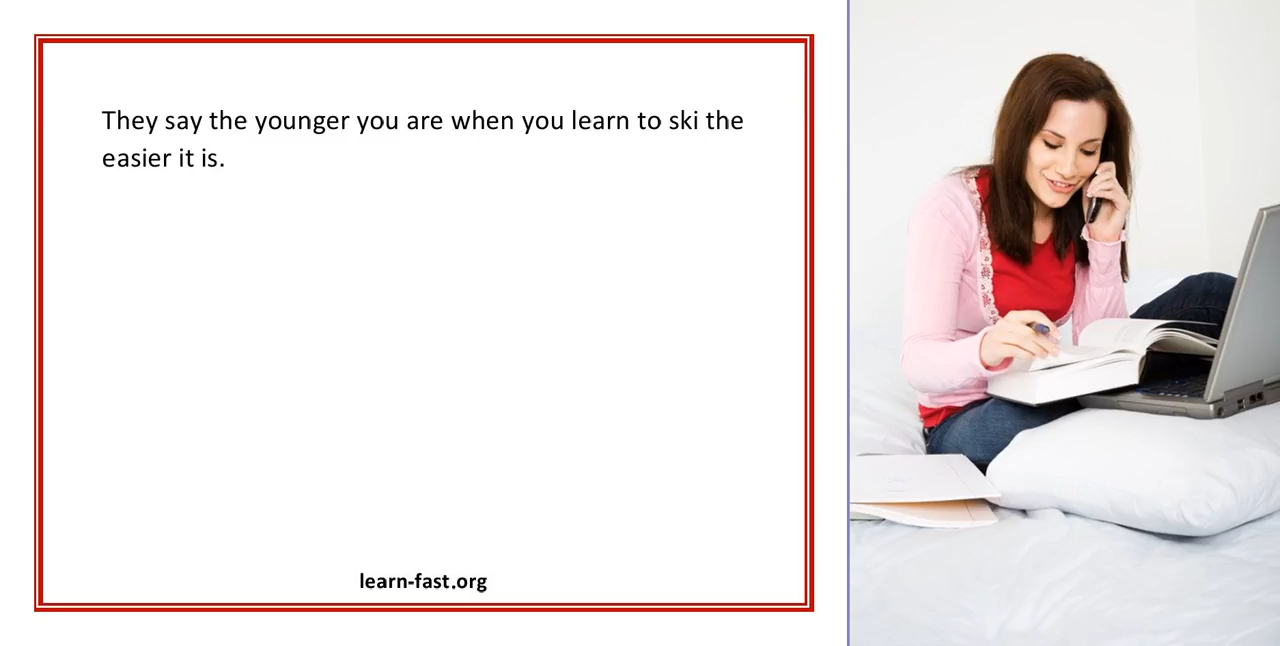 They say the younger you are when you learn to ski the
easier it is.
learn-fast.org